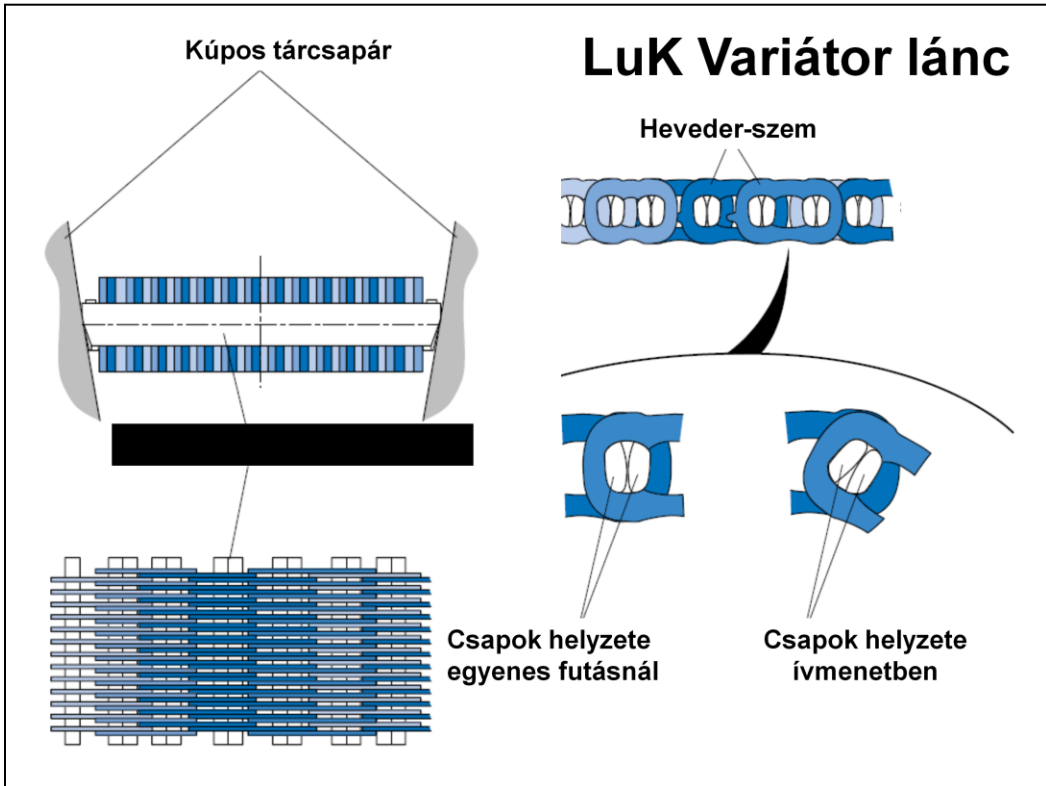 LuK Variátor lánc
Kúpos tárcsapár
Heveder-szem
Csapok helyzete
egyenes futásnál
Csapok helyzete
ívmenetben